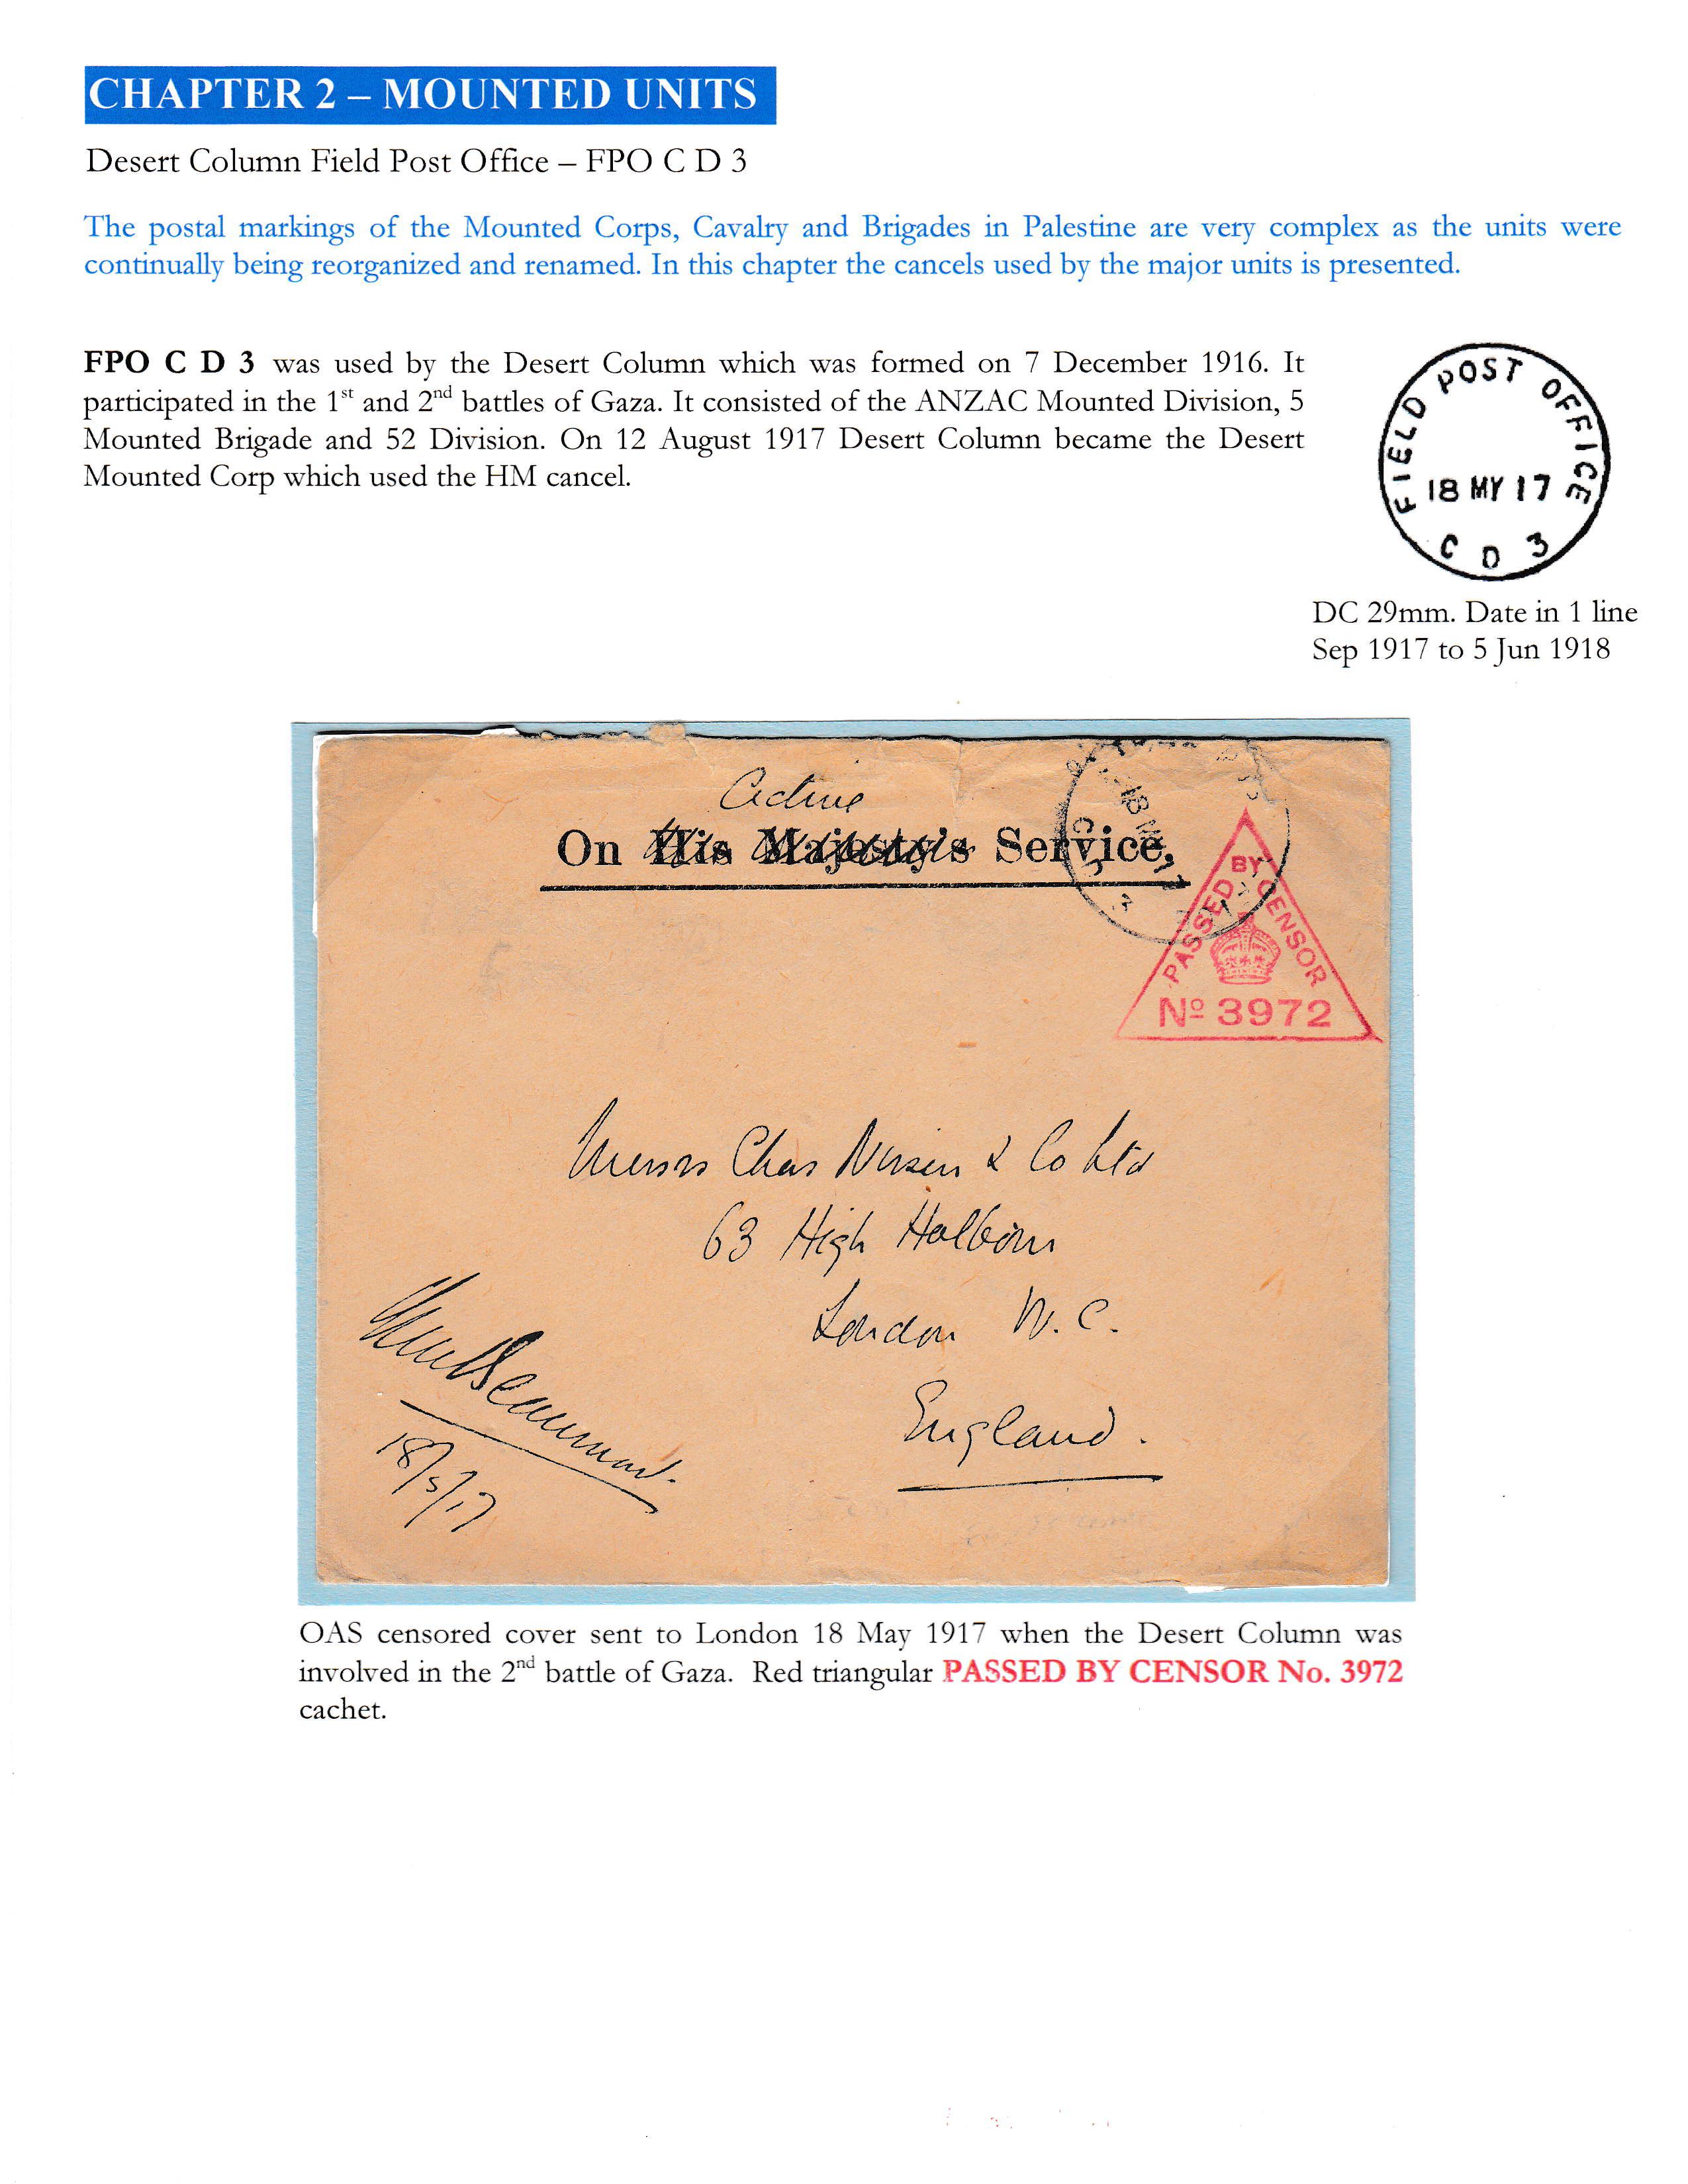 CHAPTER 2 – MOUNTED UNITS
Desert Column Field Post Office – FPO C D 3
The postal markings of the Mounted Corps, Cavalry and Brigades in Palestine are very complex as the units were
continually being reorganized and renamed. In this chapter the cancels used by the major units is presented.
FPO C D 3 was used by the Desert Column which was formed on 7 December 1916. It
participated in the 1st and 2nd battles of Gaza. It consisted of the ANZAC Mounted Division, 5
Mounted Brigade and 52 Division. On 12 August 1917 Desert Column became the Desert
Mounted Corp which used the HM cancel.
FIELD POST OFFICE
18 MY 17
C D 3
DC 29mm. Date in 1 line
Sep 1917 to 5 Jun 1918
Active
On His Majesty's Service.
18 MY 17
C D 3
PASSED BY CENSOR
No 3972
Messrs Chas & Co Ltd
63 High Holborn
London W.C.
England.
18/5/17
OAS censored cover sent to London 18 May 1917 when the Desert Column was
involved in the 2nd battle of Gaza. Red triangular PASSED BY CENSOR No. 3972
cachet.